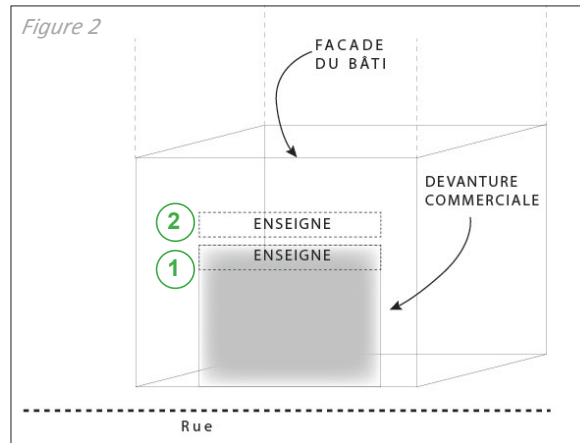 Figure 2
FACADE
DU BÂTI
DEVANTURE
COMMERCIALE
2
ENSEIGNE
1
ENSEIGNE
Rue